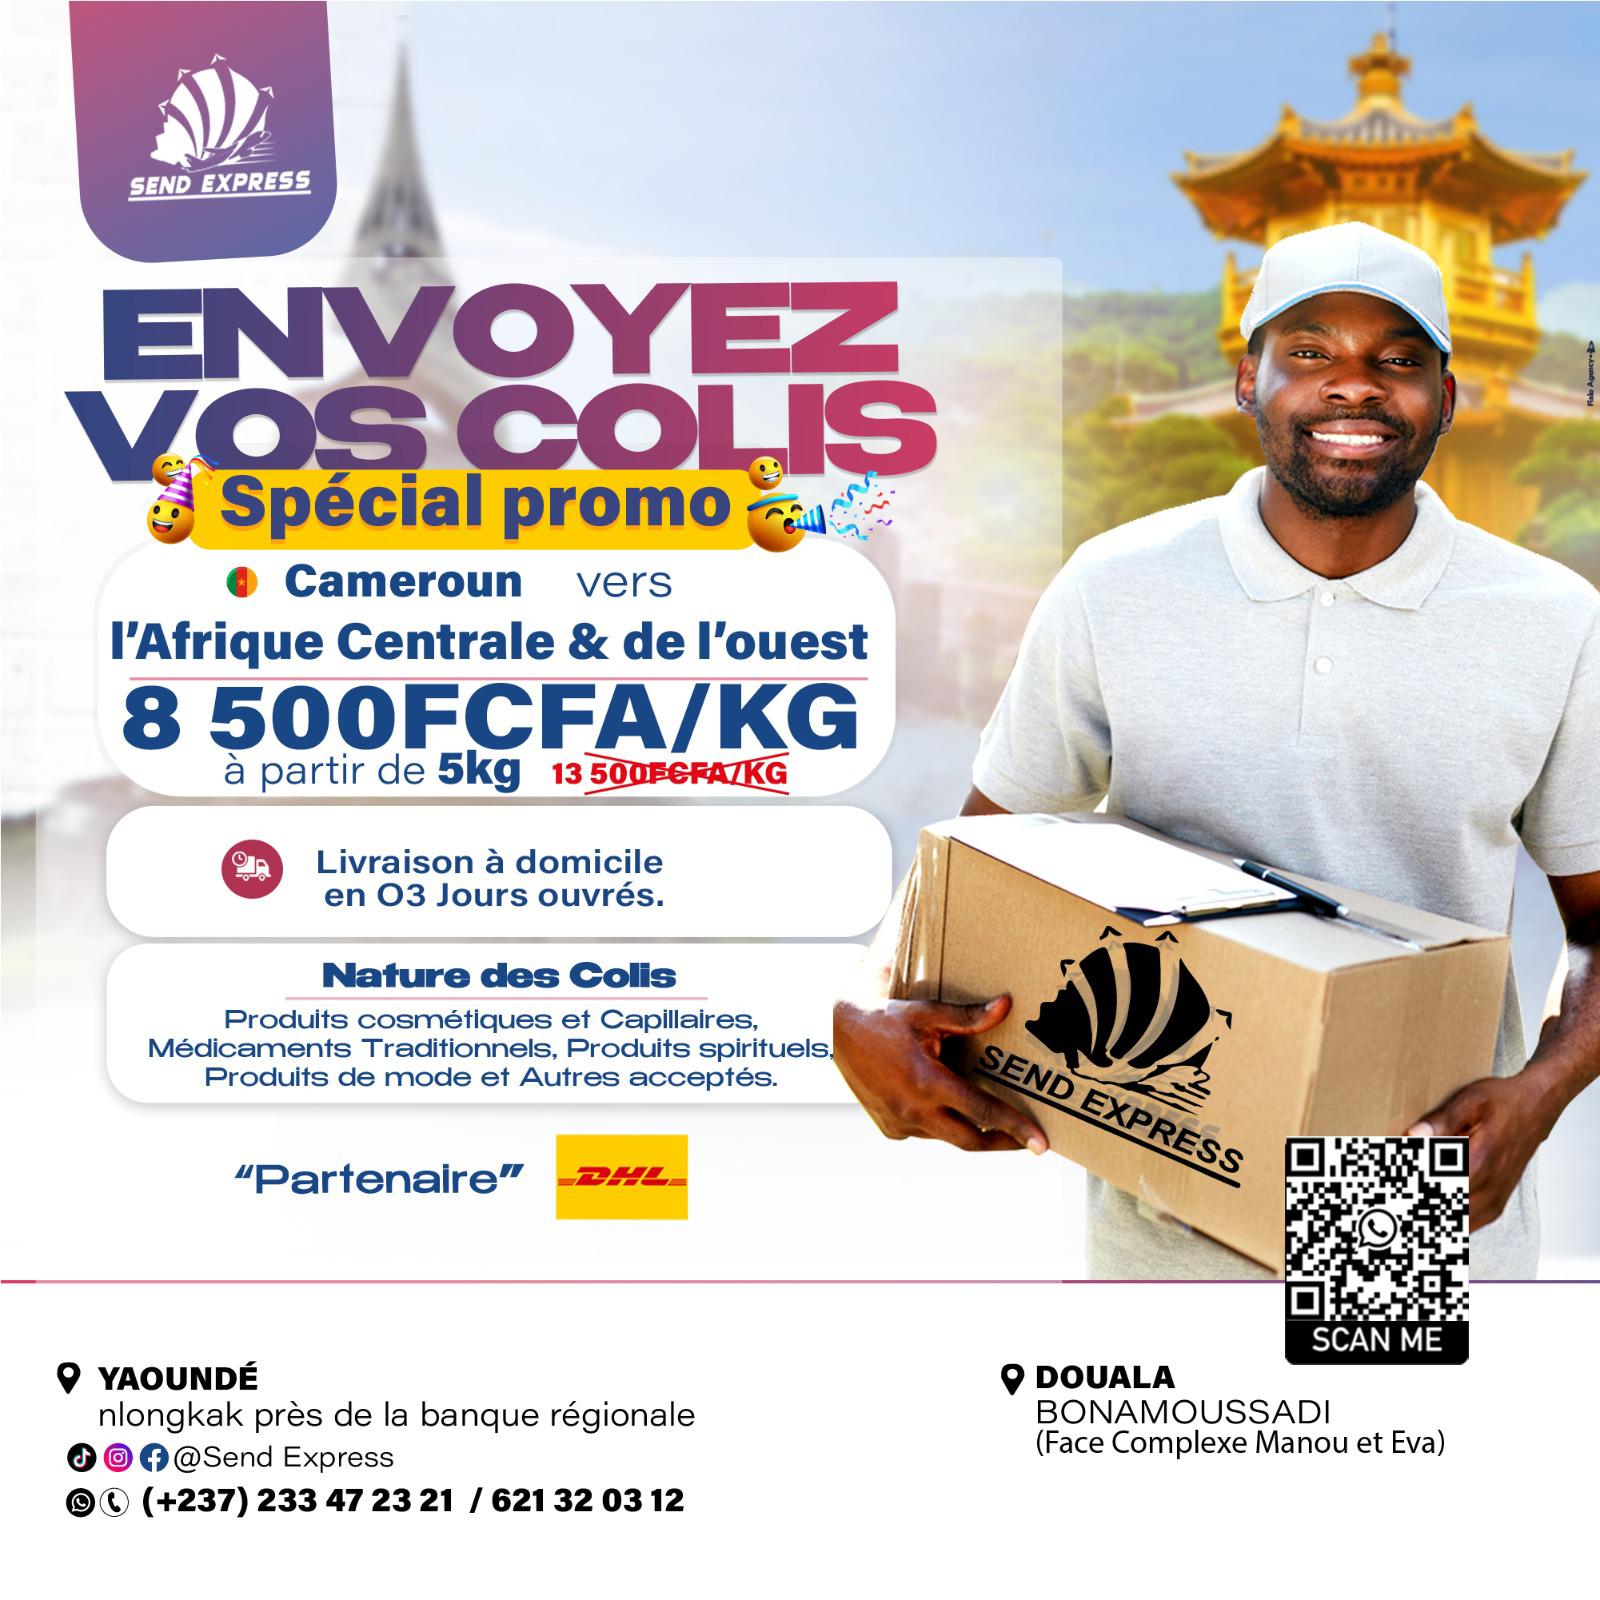 SEND EXPRESS
ENVOYEZ
VOS COLIS
Spécial promo
Cameroun vers
l'Afrique Centrale & de l'ouest
8 500FCFA/KG
à partir de 5kg 13 500FCFA/KG
Livraison à domicile
en 03 Jours ouvrés.
Nature des Colis
Produits cosmétiques et Capillaires,
Médicaments Traditionnels, Produits spirituels,
Produits de mode et Autres acceptés.
"Partenaire" DHL
SEND EXPRESS
SCAN ME
YAOUNDÉ
nlongkak près de la banque régionale
@Send Express
(+237) 233 47 23 21 / 621 32 03 12
DOUALA
BONAMOUSSADI
(Face Complexe Manou et Eva)